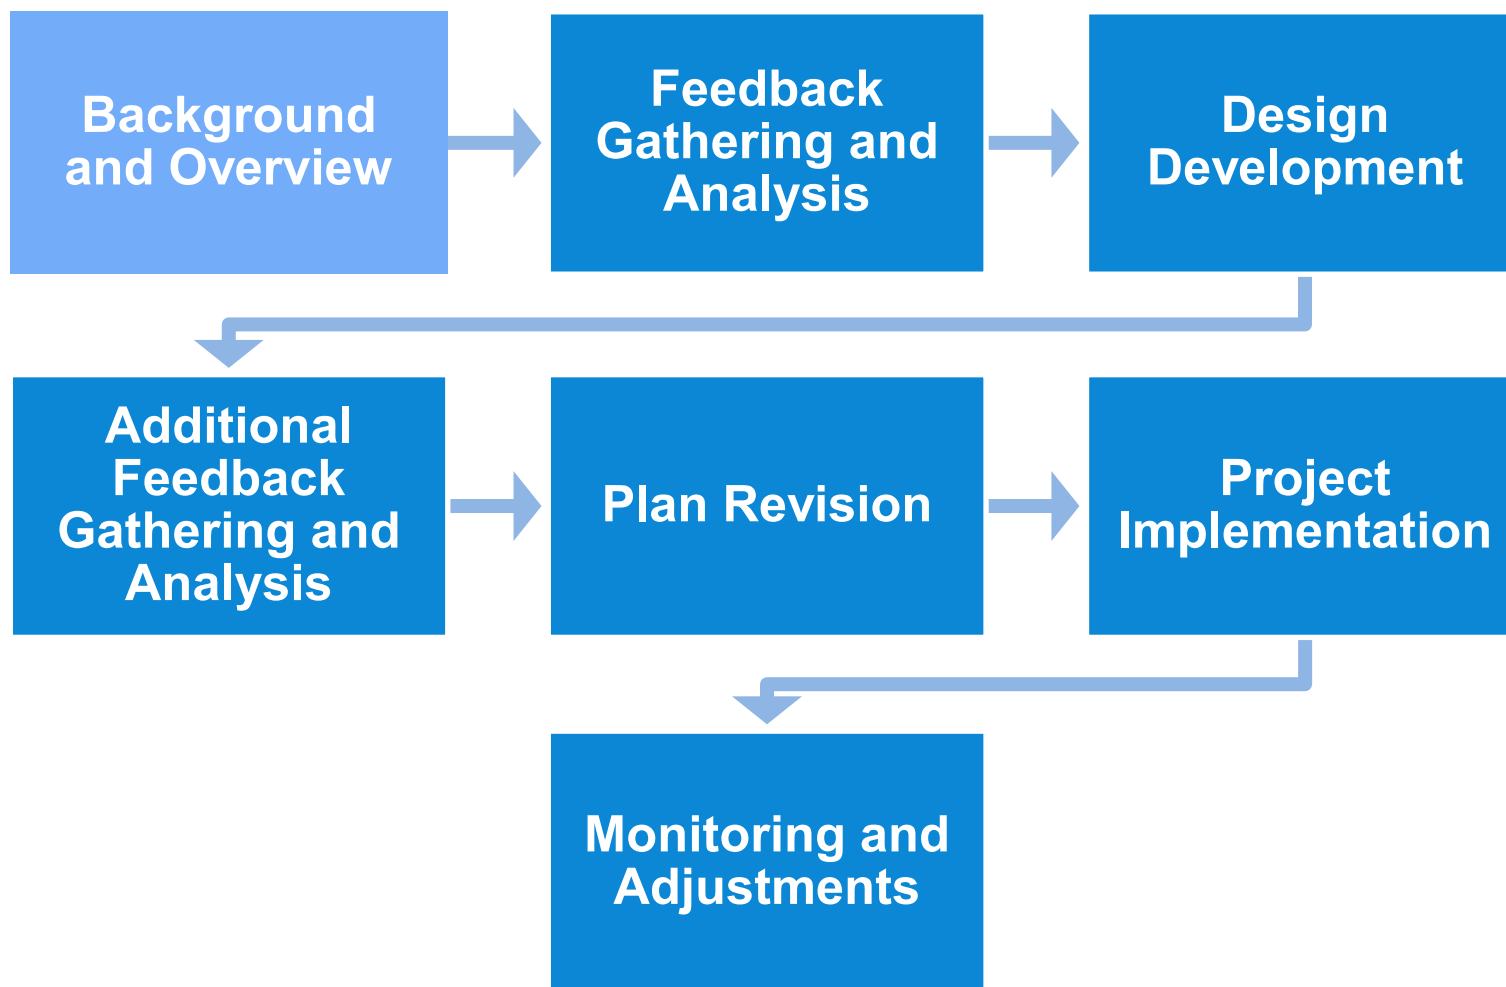 Background
and Overview
Feedback
Gathering and
Analysis
Design
Development
Additional
Feedback
Gathering and
Analysis
Plan Revision
Project
Implementation
Monitoring and
Adjustments